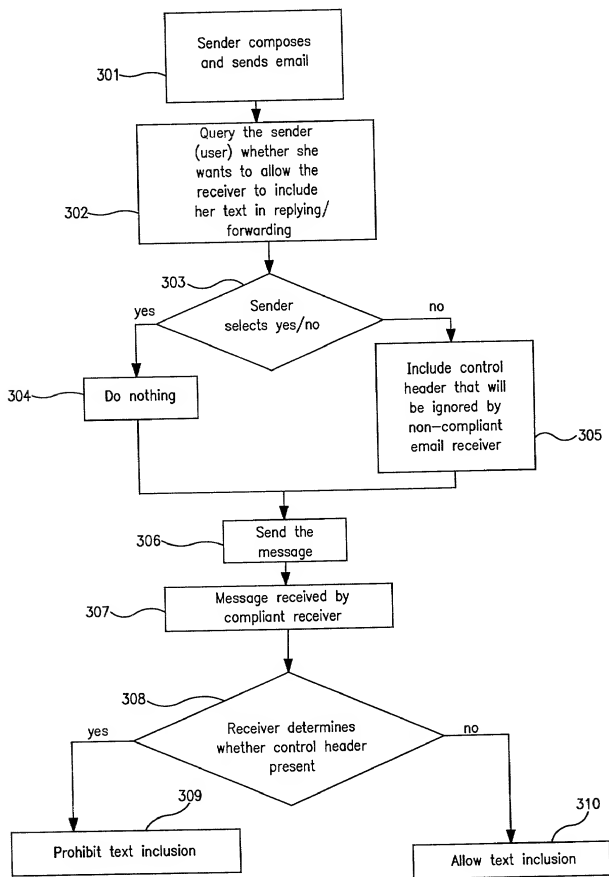 Sender composes
and sends email
301
Query the sender
(user) whether she
wants to allow the
receiver to include
her text in replying/
forwarding
302
303
Sender
selects yes/no
yes
no
304
Do nothing
Include control
header that will
be ignored by
non-compliant
email receiver
305
306
Send the
message
307
Message received by
compliant receiver
308
Receiver determines
whether control header
present
yes
no
309
Prohibit text inclusion
310
Allow text inclusion